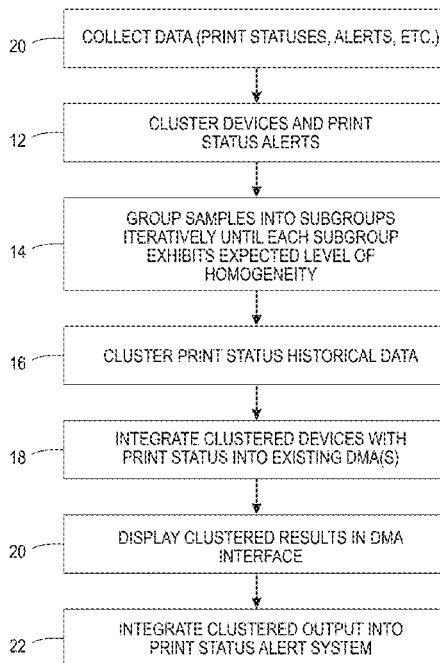 20
COLLECT DATA (PRINT STATUSES, ALERTS, ETC.)
12
CLUSTER DEVICES AND PRINT
STATUS ALERTS
14
GROUP SAMPLES INTO SUBGROUPS
ITERATIVELY UNTIL EACH SUBGROUP
EXHIBITS EXPECTED LEVEL OF
HOMOGENEITY
16
CLUSTER PRINT STATUS HISTORICAL DATA
18
INTEGRATE CLUSTERED DEVICES WITH
PRINT STATUS INTO EXISTING DMA(S)
20
DISPLAY CLUSTERED RESULTS IN DMA
INTERFACE
22
INTEGRATE CLUSTERED OUTPUT INTO
PRINT STATUS ALERT SYSTEM